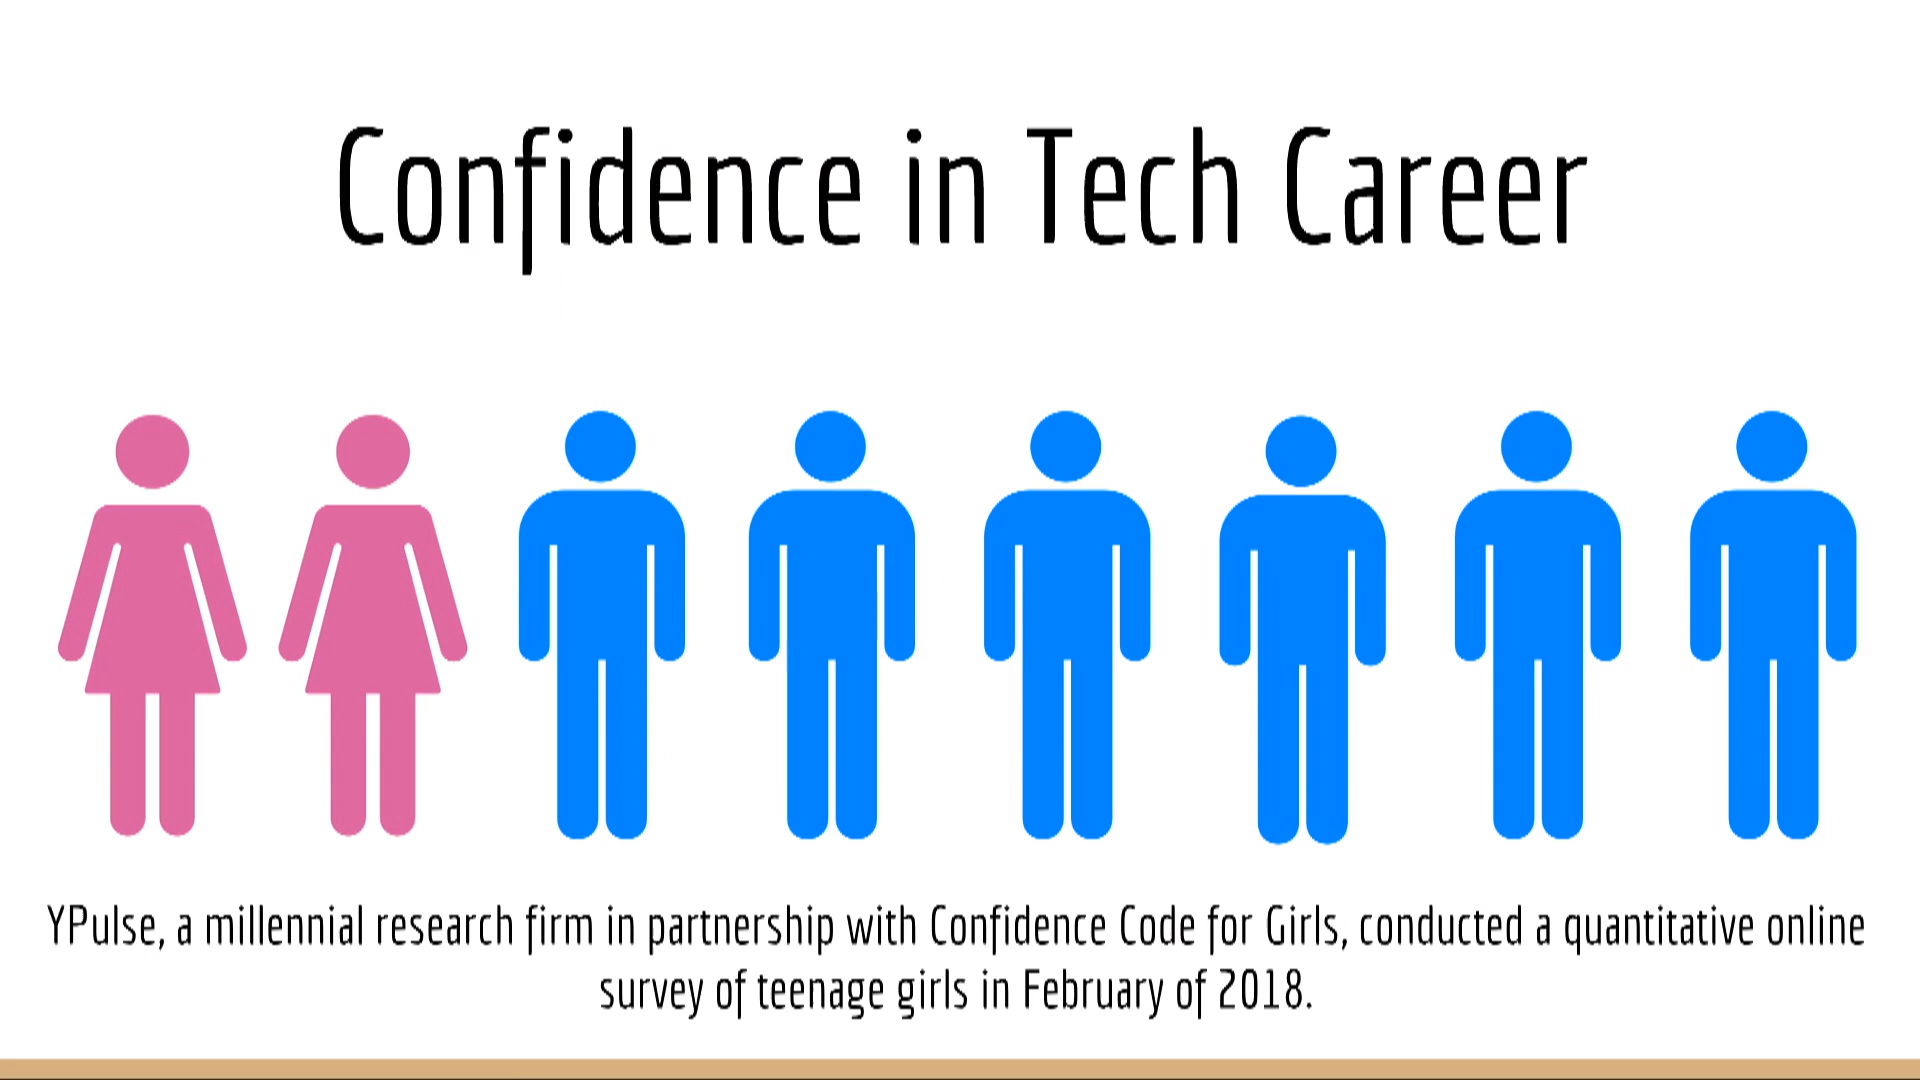 Confidence in Tech Career
YPulse, a millennial research firm in partnership with Confidence Code for Girls, conducted a quantitative online
survey of teenage girls in February of 2018.